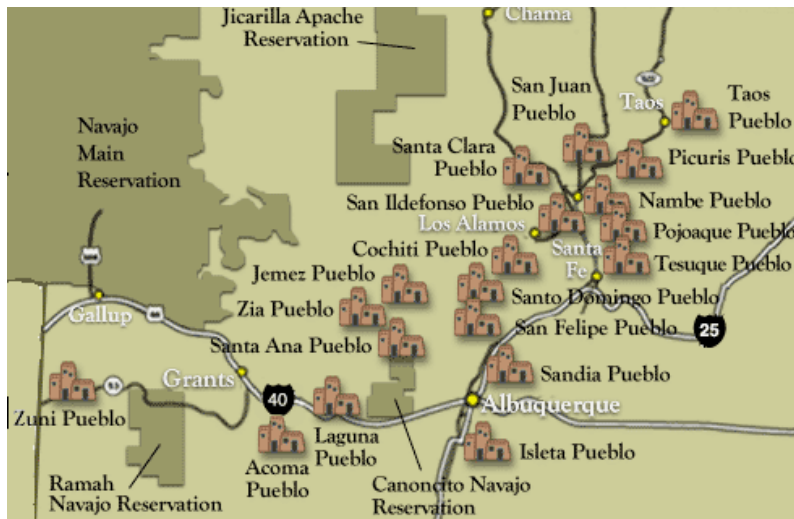 Jicarilla Apache
Reservation
Chama
San Juan
Pueblo
Taos
Taos
Pueblo
Navajo
Main
Reservation
Santa Clara
Pueblo
Picuris Pueblo
San Ildefonso Pueblo
Nambe Pueblo
Los Alamos
Pojoaque Pueblo
Cochiti Pueblo
Santa
Fe
Tesuque Pueblo
Jemez Pueblo
Santo Domingo Pueblo
Zia Pueblo
Gallup
San Felipe Pueblo
25
Santa Ana Pueblo
Grants
Sandia Pueblo
40
Albuquerque
Zuni Pueblo
Laguna
Pueblo
Acoma
Pueblo
Isleta Pueblo
Ramah
Navajo Reservation
Canoncito Navajo
Reservation